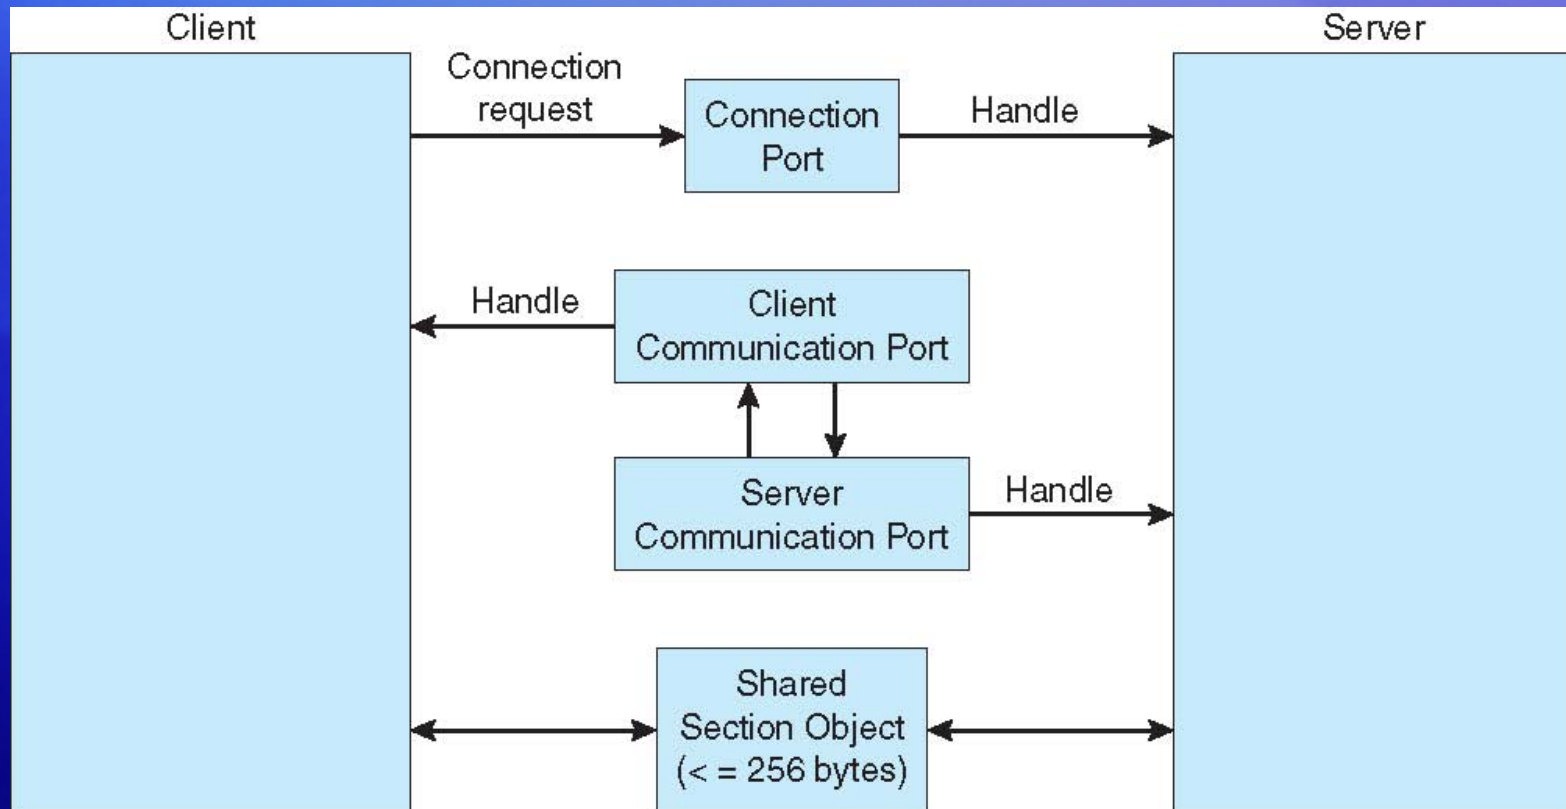 Client
Server
Connection
request
Connection
Port
Handle
Handle
Client
Communication Port
Server
Communication Port
Handle
Shared
Section Object
(< = 256 bytes)